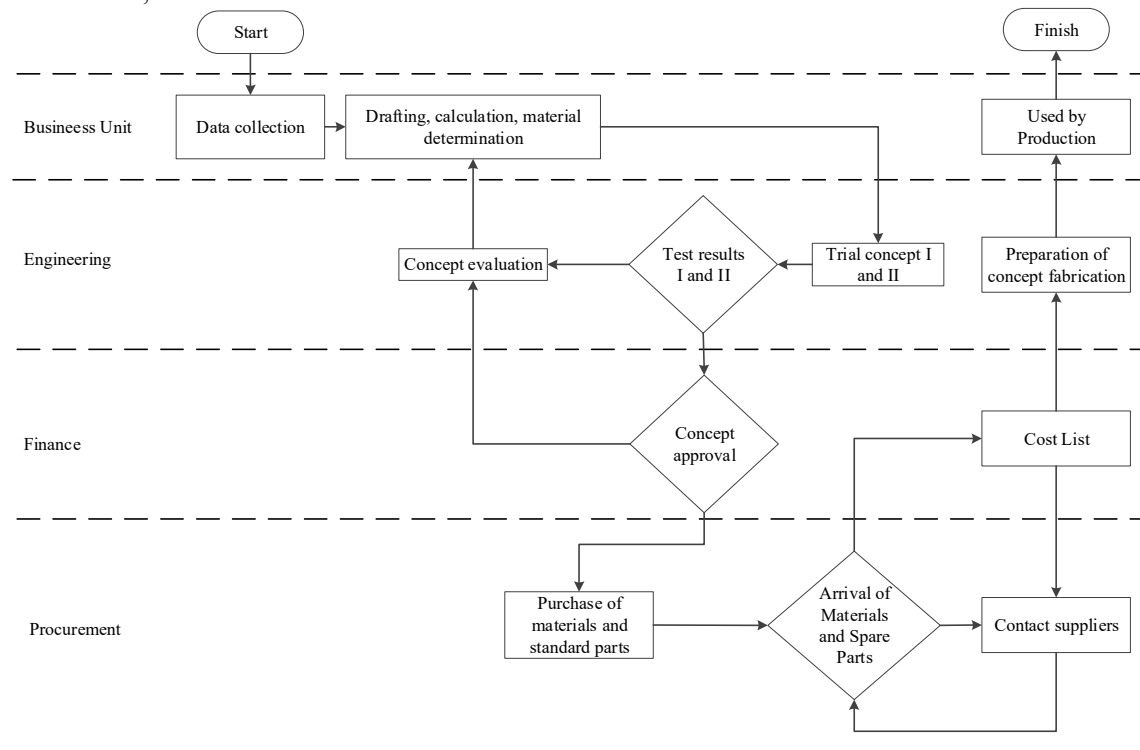 Start
Finish
Busineess Unit
Data collection
Drafting, calculation, material
determination
Used by
Production
Engineering
Concept evaluation
Test results
I and II
Trial concept I
and II
Preparation of
concept fabrication
Finance
Concept
approval
Cost List
Procurement
Purchase of
materials and
standard parts
Arrival of
Materials
and Spare
Parts
Contact suppliers